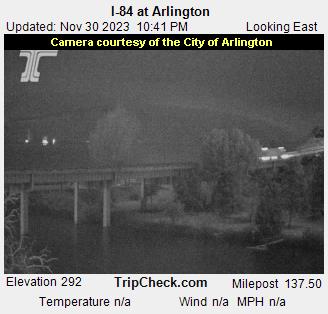 I-84 at Arlington
Updated: Nov 30 2023 10:41 PM Looking East
Camera courtesy of the City of Arlington
Elevation 292 TripCheck.com Milepost 137.50
Temperature n/a Wind n/a MPH n/a